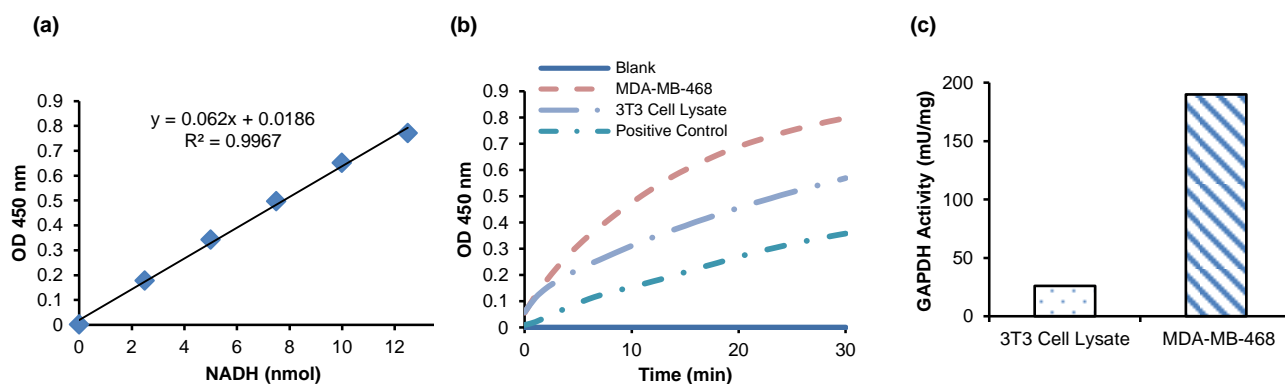 (a)
y = 0.062x + 0.0186
R² = 0.9967
0.9
0.8
0.7
0.6
0.5
0.4
0.3
0.2
0.1
0
OD 450 nm
0 2 4 6 8 10 12
NADH (nmol)
(b)
Blank
MDA-MB-468
3T3 Cell Lysate
Positive Control
0.9
0.8
0.7
0.6
0.5
0.4
0.3
0.2
0.1
0
OD 450 nm
0 10 20 30
Time (min)
(c)
200
150
100
50
0
GAPDH Activity (mU/mg)
3T3 Cell Lysate MDA-MB-468